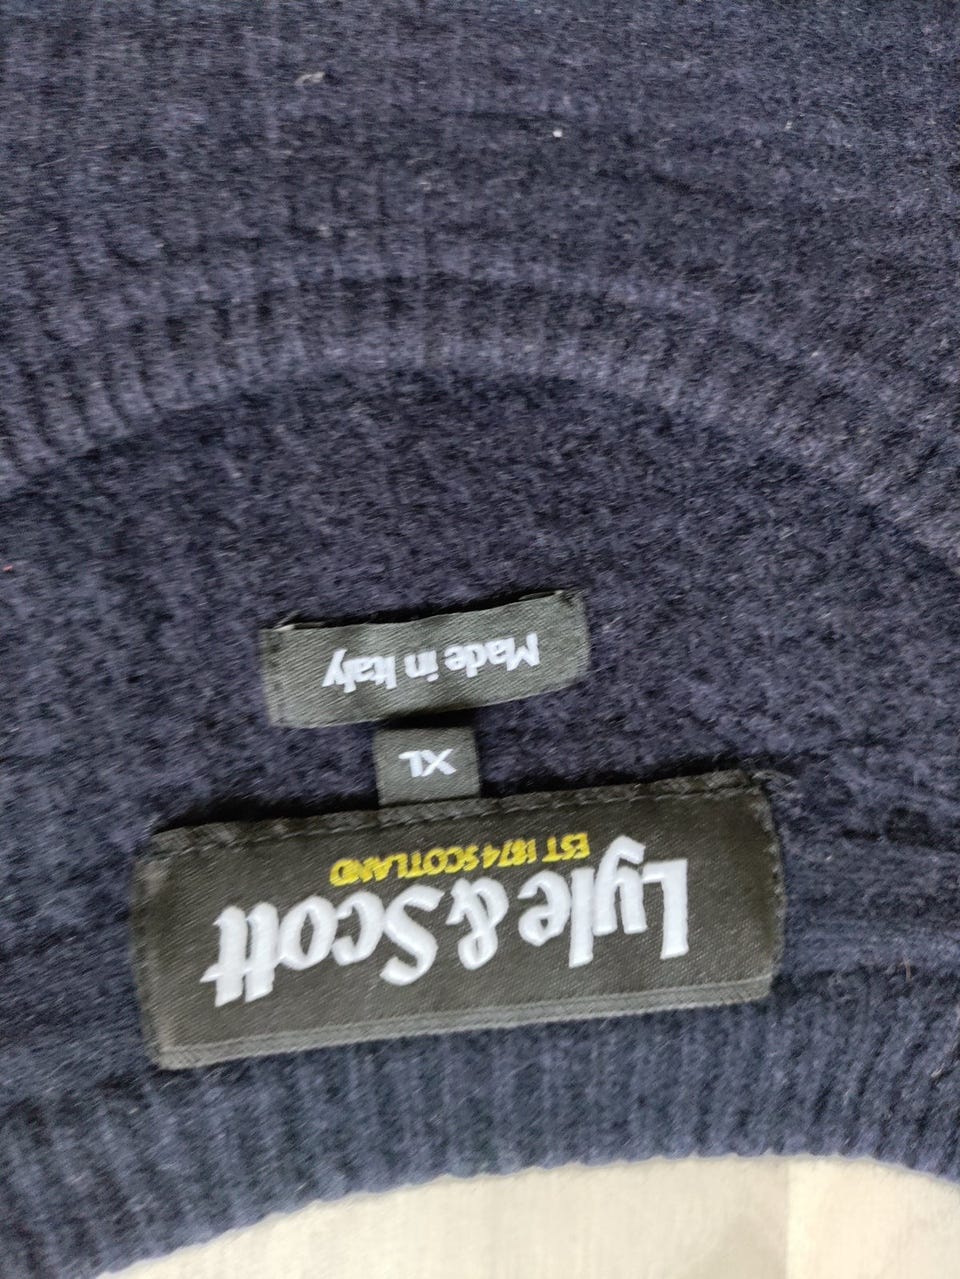 Lyle & Scott
EST 1874 SCOTLAND
XL
Made in Italy